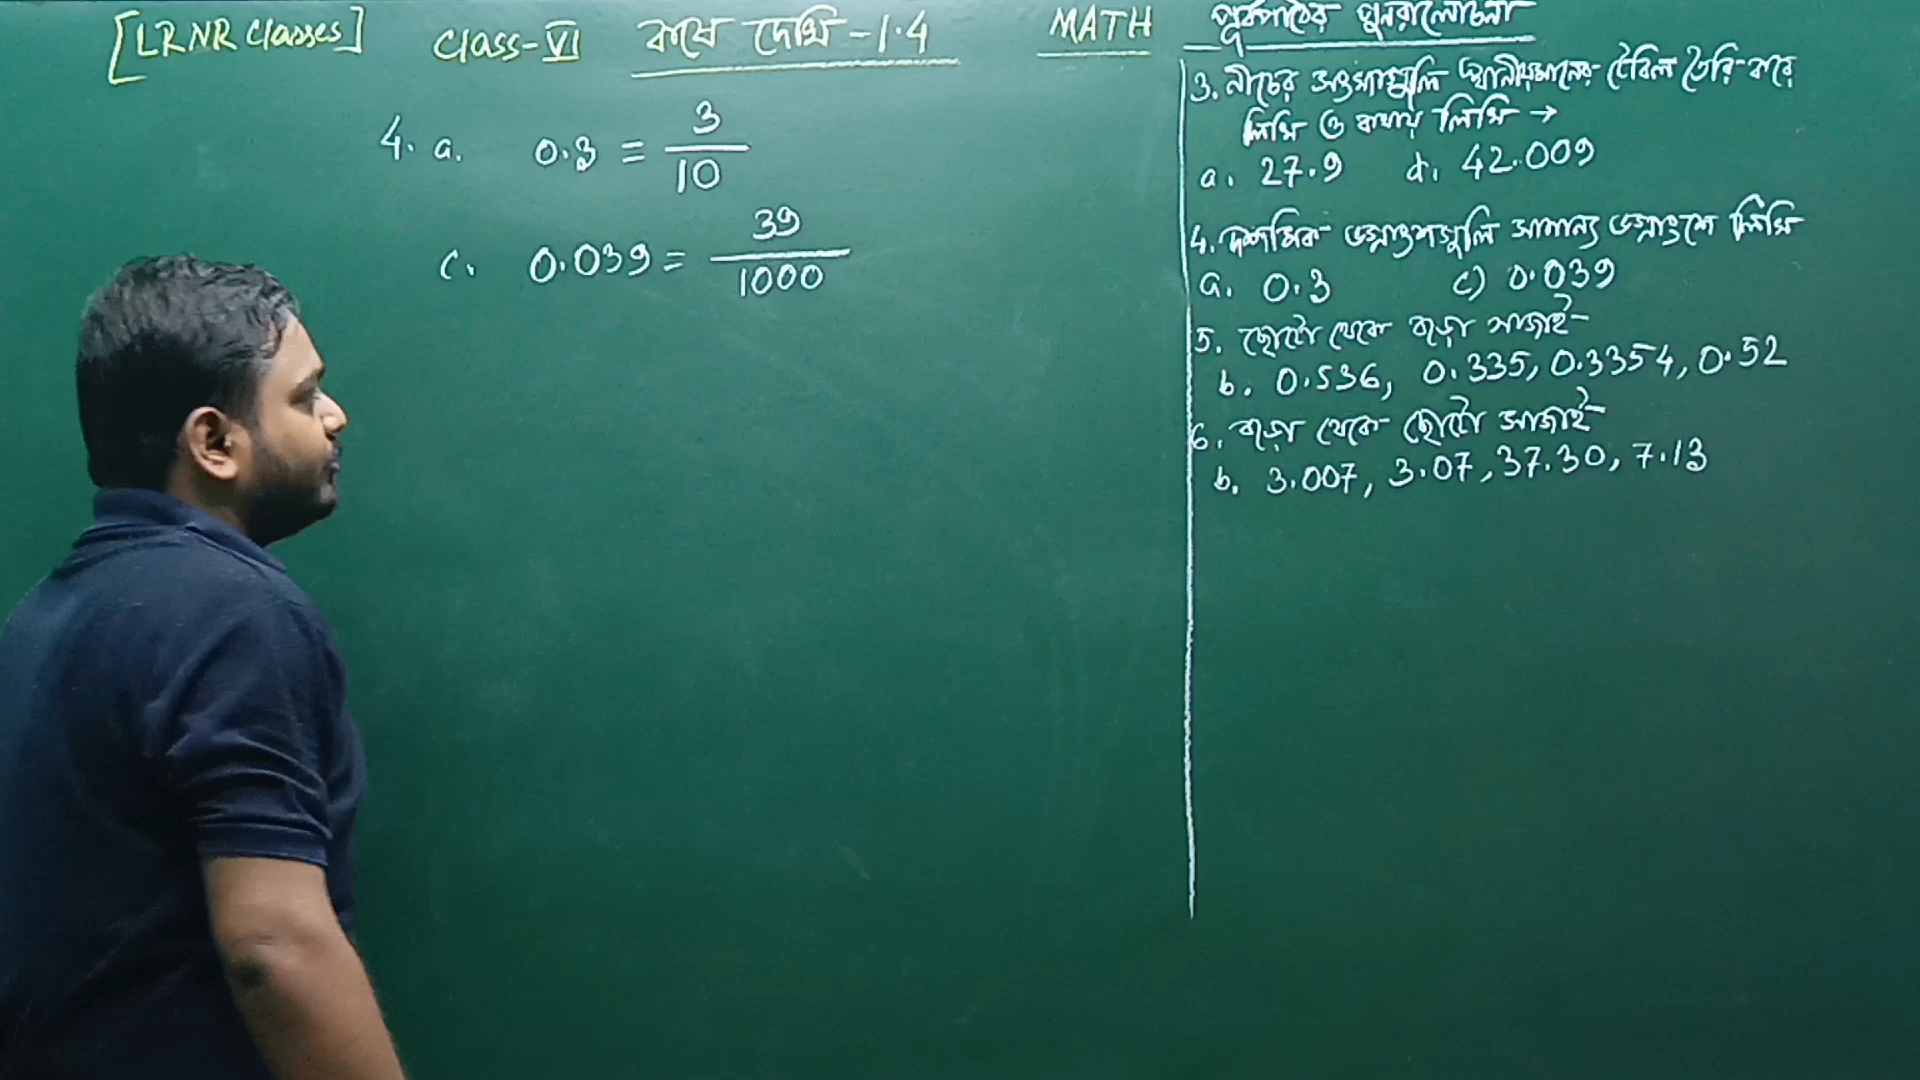 [LRNR Classes] Class-VI কষে দেখি-1.4 MATH পূর্বপাঠের পুনরালোচনা
4. a. 0.3 = 3/10
c. 0.039 = 39/1000
3. নীচের সংখ্যাগুলি স্থানীয়মানের টেবিল তৈরি করে
লিখি ও কথায় লিখি →
a. 27.9 d. 42.009
4. দশমিক ভগ্নাংশগুলি সামান্য ভগ্নাংশে লিখি
a. 0.3 c) 0.039
5. ছোটো থেকে বড়ো সাজাই-
b. 0.536, 0.335, 0.3354, 0.52
6. বড়ো থেকে ছোটো সাজাই-
b. 3.007, 3.07, 37.30, 7.13